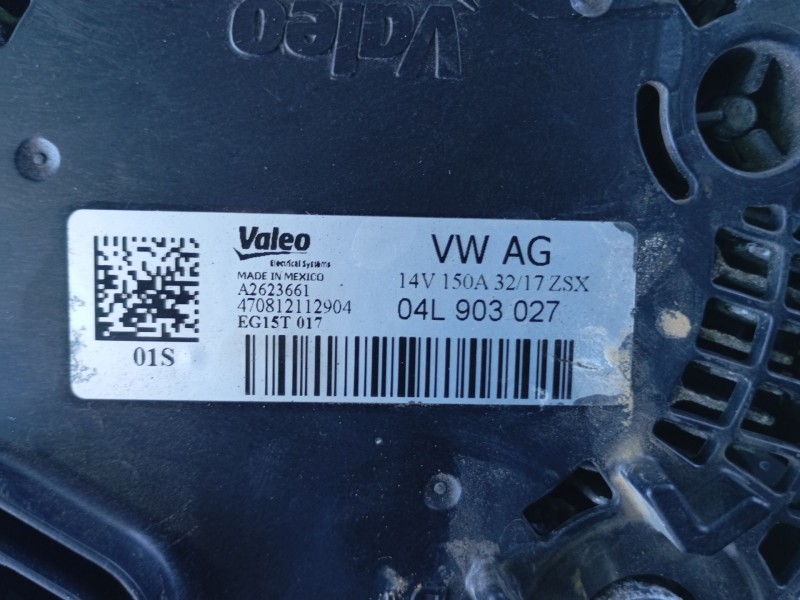 Valeo
Valeo
Electrical Systems
MADE IN MEXICO
A2623661
470812112904
EG15T 017
01S
VW AG
14V 150A 32/17 ZSX
04L 903 027